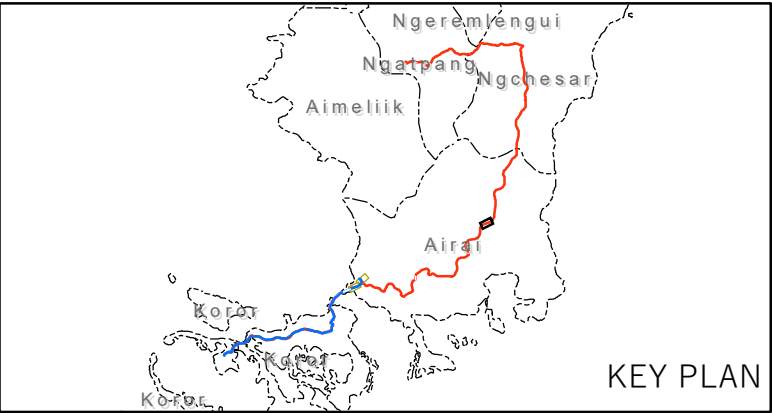 Ngeremlengui
Ngatpang
Ngchesar
Aimeliik
Airai
Koror
Koror
KEY PLAN
Koror